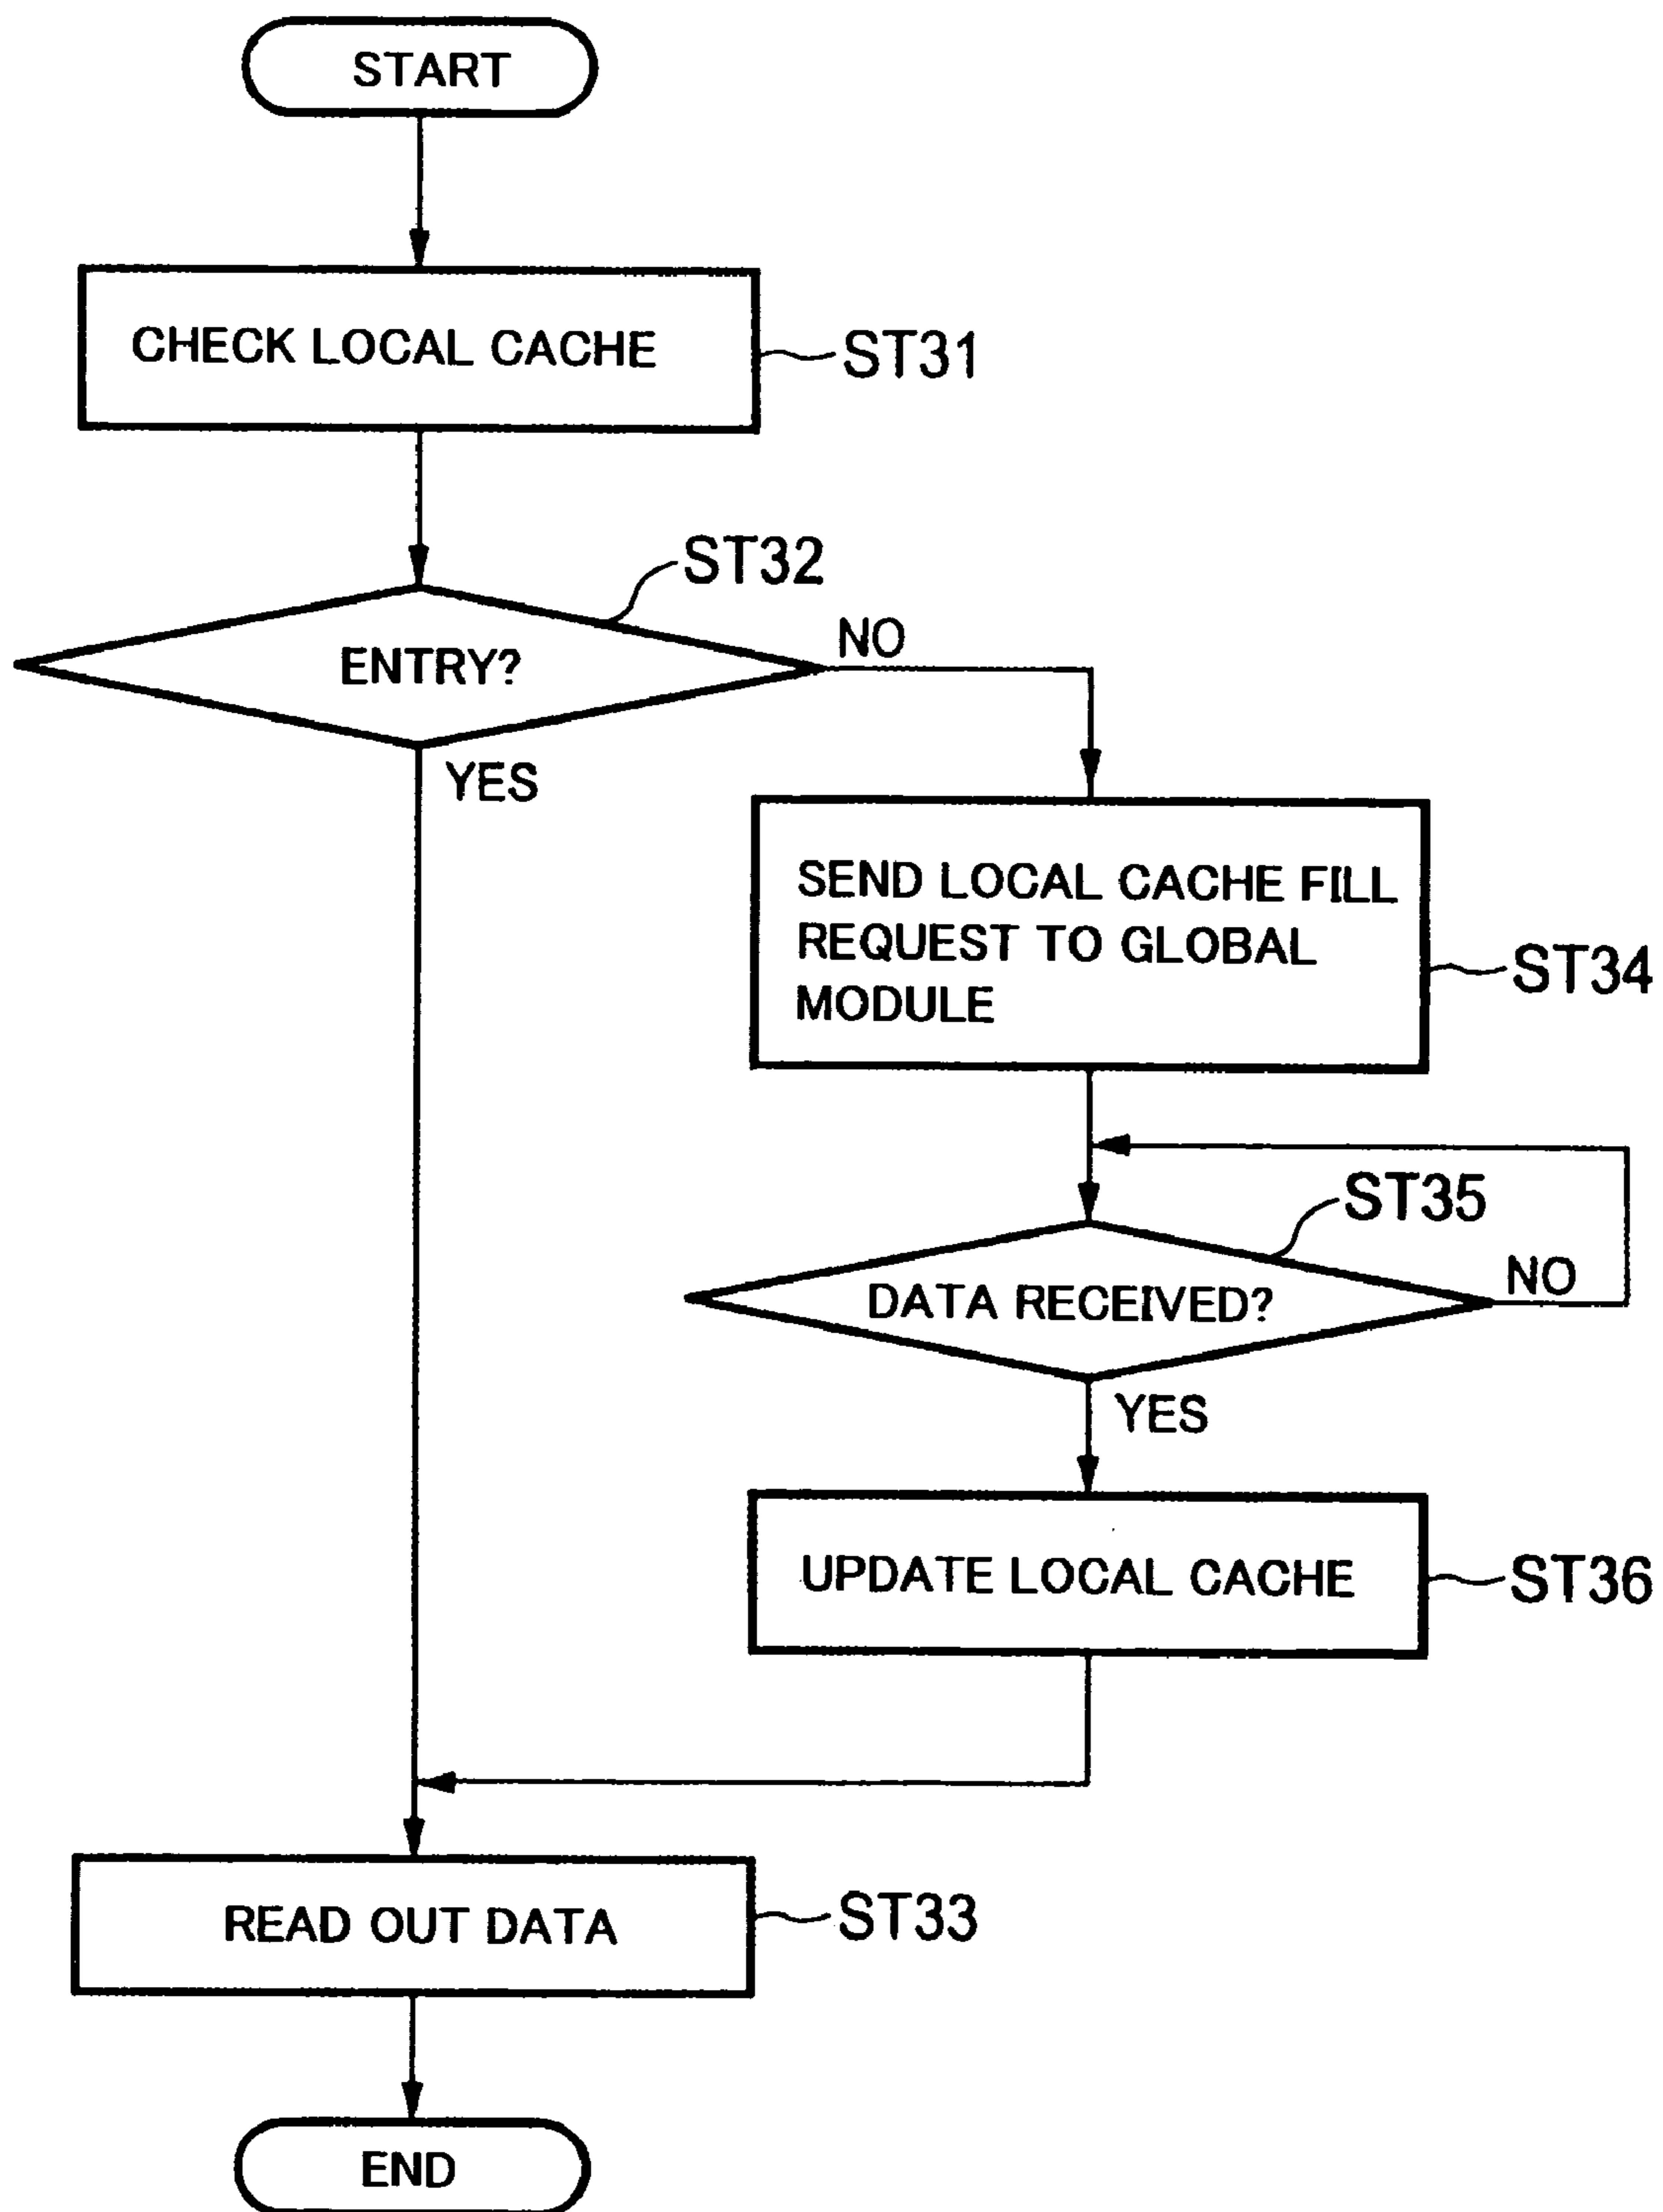 START
CHECK LOCAL CACHE
ST31
ST32
ENTRY?
NO
YES
SEND LOCAL CACHE FILL
REQUEST TO GLOBAL
MODULE
ST34
ST35
DATA RECEIVED?
NO
YES
UPDATE LOCAL CACHE
ST36
READ OUT DATA
ST33
END